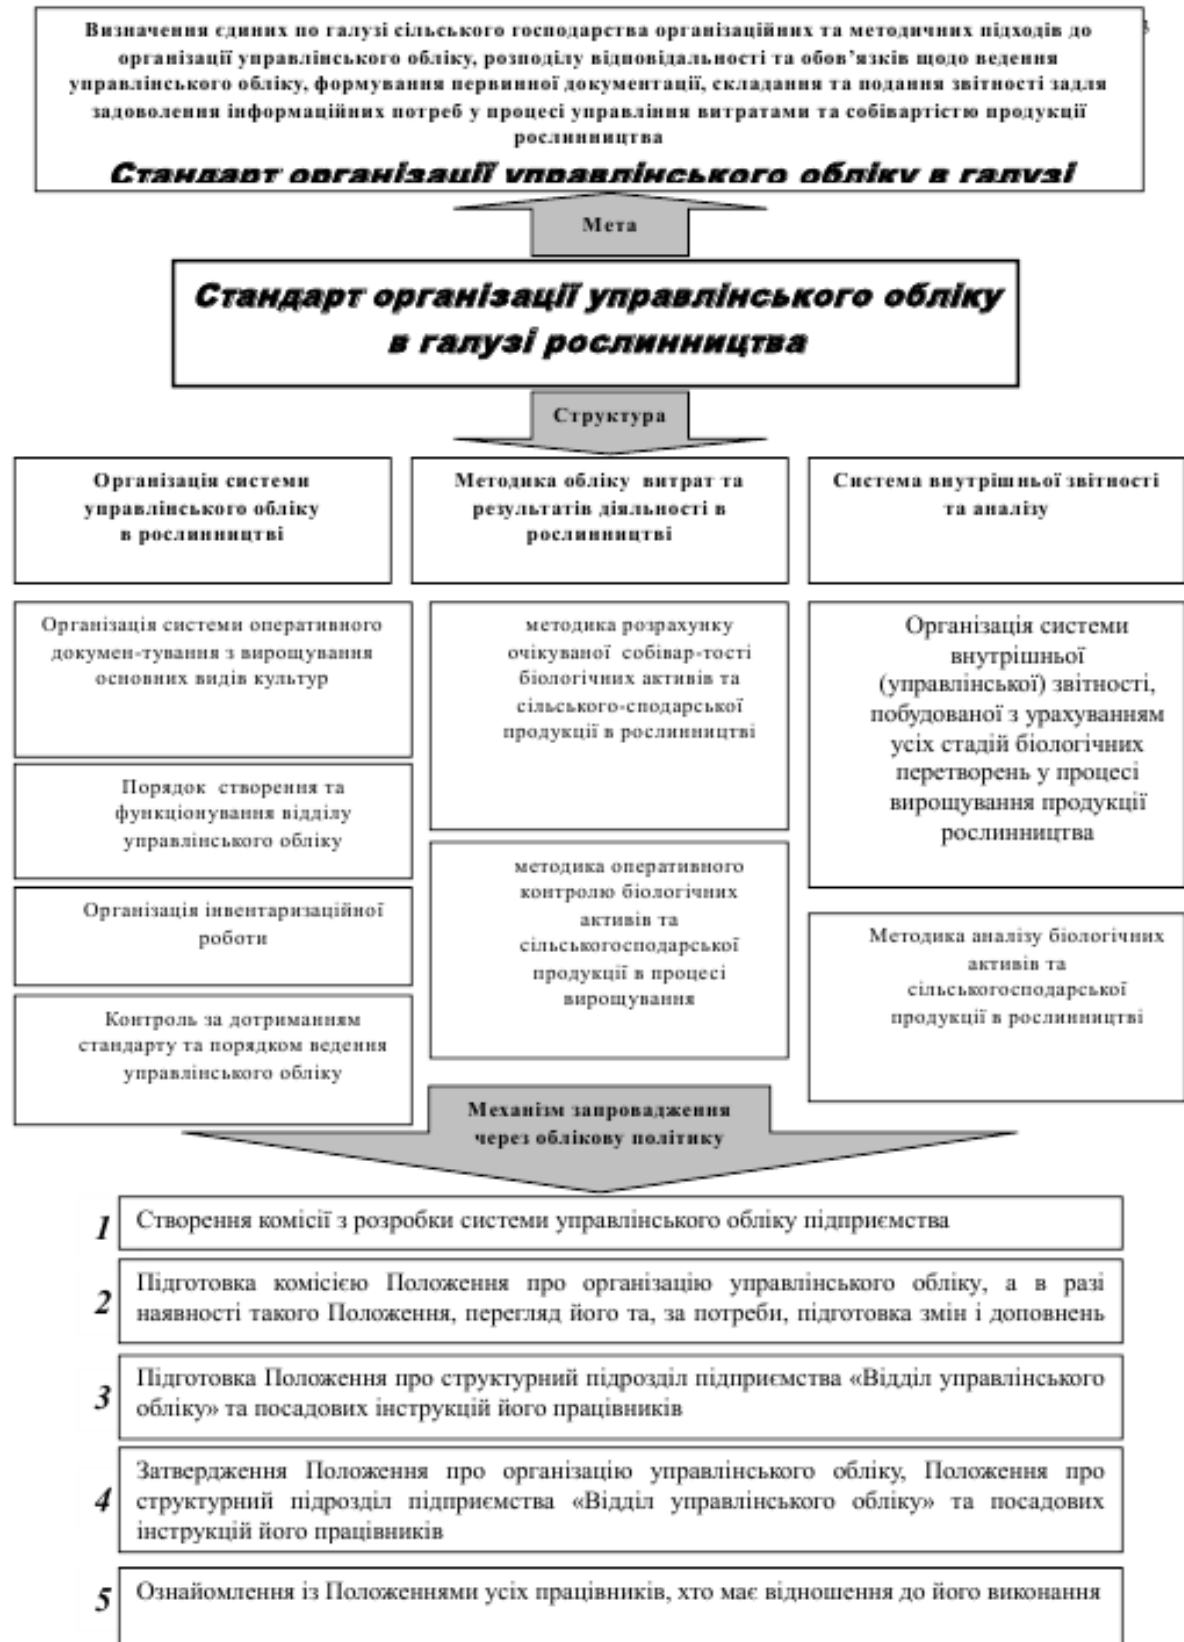 3
Визначення єдиних по галузі сільського господарства організаційних та методичних підходів до
організації управлінського обліку, розподілу відповідальності та обов’язків щодо ведення
управлінського обліку, формування первинної документації, складання та подання звітності задля
задоволення інформаційних потреб у процесі управління витратами та собівартістю продукції
рослинництва
Стандарт організації управлінського обліку в галузі
Мета
Стандарт організації управлінського обліку
в галузі рослинництва
Структура
Організація системи
управлінського обліку
в рослинництві
Методика обліку витрат та
результатів діяльності в
рослинництві
Система внутрішньої звітності
та аналізу
Організація системи оперативного
докумен-тування з вирощування
основних видів культур
Порядок створення та
функціонування відділу
управлінського обліку
Організація інвентаризаційної
роботи
Контроль за дотриманням
стандарту та порядком ведення
управлінського обліку
методика розрахунку
очікуваної собівар-тості
біологічних активів та
сільського-сподарської
продукції в рослинництві
методика оперативного
контролю біологічних
активів та
сільськогосподарської
продукції в процесі
вирощування
Організація системи
внутрішньої
(управлінської) звітності,
побудованої з урахуванням
усіх стадій біологічних
перетворень у процесі
вирощування продукції
рослинництва
Методика аналізу біологічних
активів та
сільськогосподарської
продукції в рослинництві
Механізм запровадження
через облікову політику
1 Створення комісії з розробки системи управлінського обліку підприємства
2 Підготовка комісією Положення про організацію управлінського обліку, а в разі
наявності такого Положення, перегляд його та, за потреби, підготовка змін і доповнень
3 Підготовка Положення про структурний підрозділ підприємства «Відділ управлінського
обліку» та посадових інструкцій його працівників
4 Затвердження Положення про організацію управлінського обліку, Положення про
структурний підрозділ підприємства «Відділ управлінського обліку» та посадових
інструкцій його працівників
5 Ознайомлення із Положеннями усіх працівників, хто має відношення до його виконання